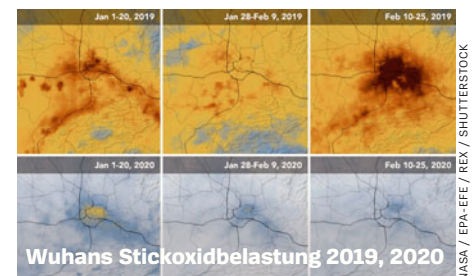 Jan 1-20, 2019
Jan 28-Feb 9, 2019
Feb 10-25, 2019
Jan 1-20, 2020
Jan 28-Feb 9, 2020
Feb 10-25, 2020
Wuhans Stickoxidbelastung 2019, 2020
NASA / EPA-EFE / REX / SHUTTERSTOCK